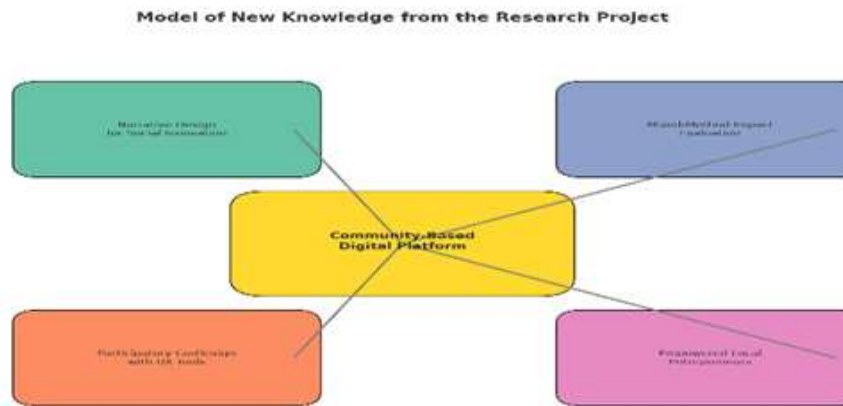 Model of New Knowledge from the Research Project
Narrative Design
for Social Innovation
Mixed-Method Impact
Evaluation
Community-Based
Digital Platform
Participatory CoDesign
with UX Tools
Empowered Local
Entrepreneurs